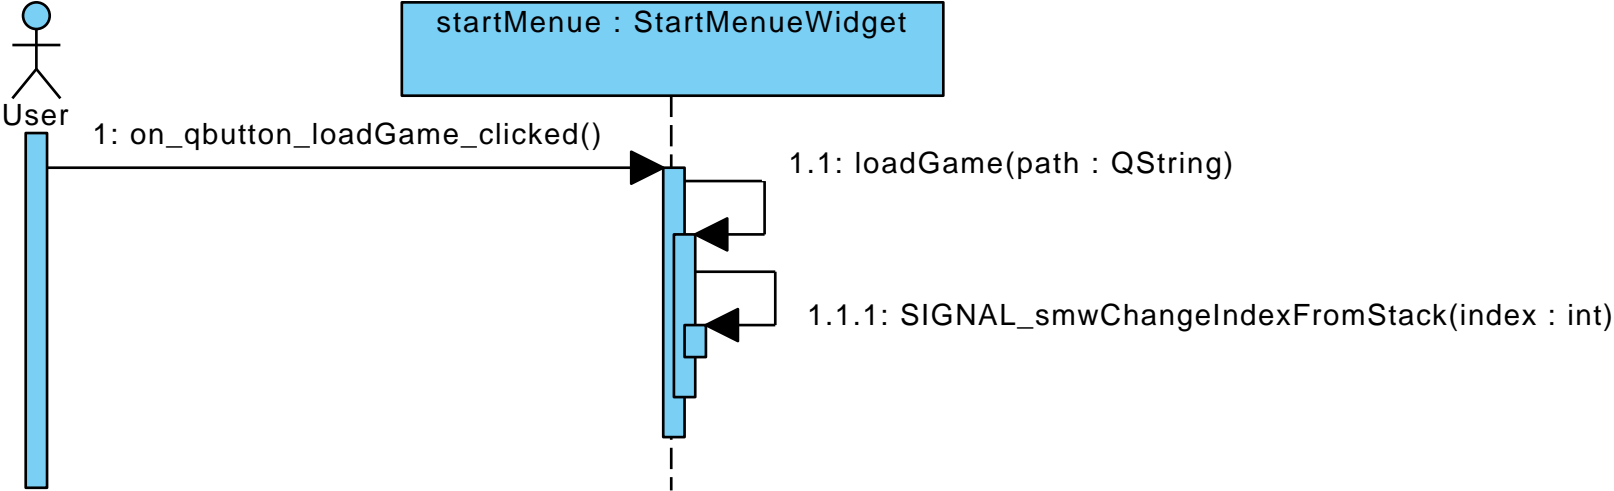 startMenue : StartMenueWidget
User
1: on_qbutton_loadGame_clicked()
1.1: loadGame(path : QString)
1.1.1: SIGNAL_smwChangeIndexFromStack(index : int)